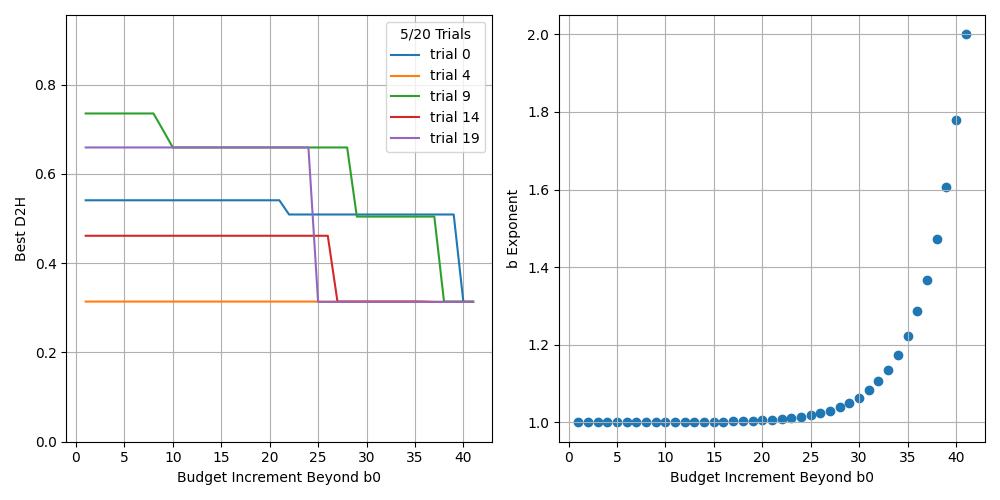 5/20 Trials
trial 0
trial 4
trial 9
trial 14
trial 19
Best D2H
0.8
0.6
0.4
0.2
0.0
0 5 10 15 20 25 30 35 40
Budget Increment Beyond b0
b Exponent
2.0
1.8
1.6
1.4
1.2
1.0
0 5 10 15 20 25 30 35 40
Budget Increment Beyond b0